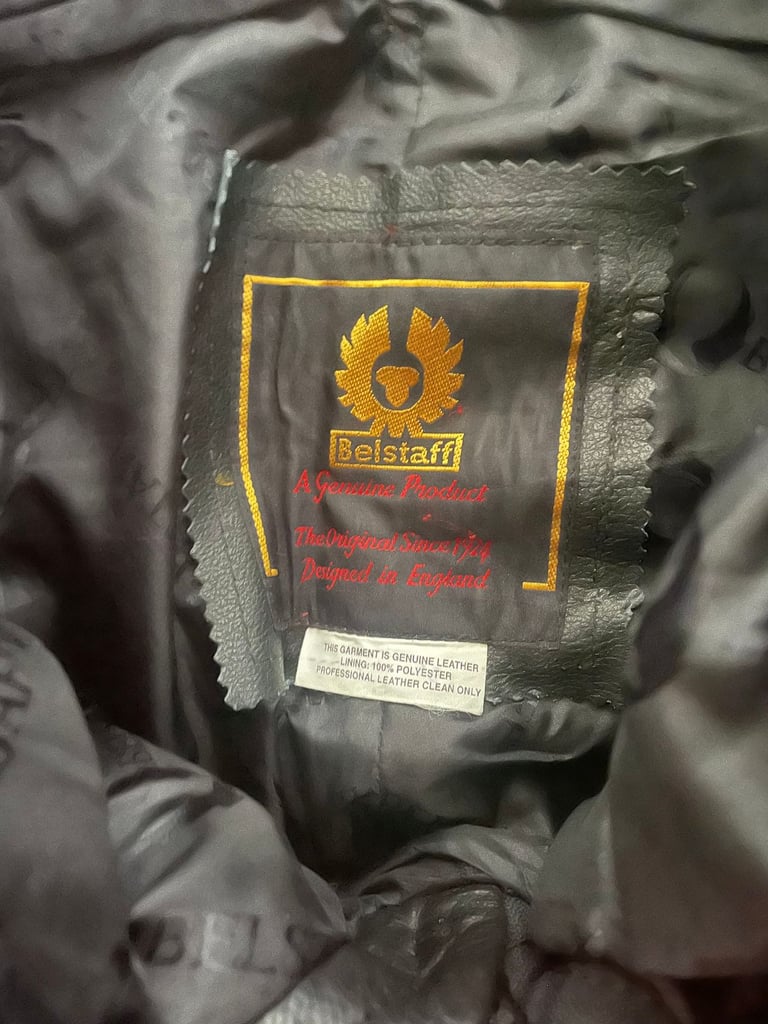 Belstaff
A Genuine Product
The Original Since 1924
Designed in England
THIS GARMENT IS GENUINE LEATHER
LINING: 100% POLYESTER
PROFESSIONAL LEATHER CLEAN ONLY